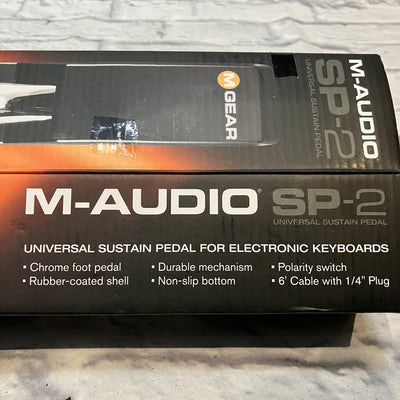 M GEAR
M-AUDIO
SP-2
UNIVERSAL SUSTAIN PEDAL
M-AUDIO® SP-2
UNIVERSAL SUSTAIN PEDAL
UNIVERSAL SUSTAIN PEDAL FOR ELECTRONIC KEYBOARDS
• Chrome foot pedal • Durable mechanism • Polarity switch
• Rubber-coated shell • Non-slip bottom • 6' Cable with 1/4" Plug